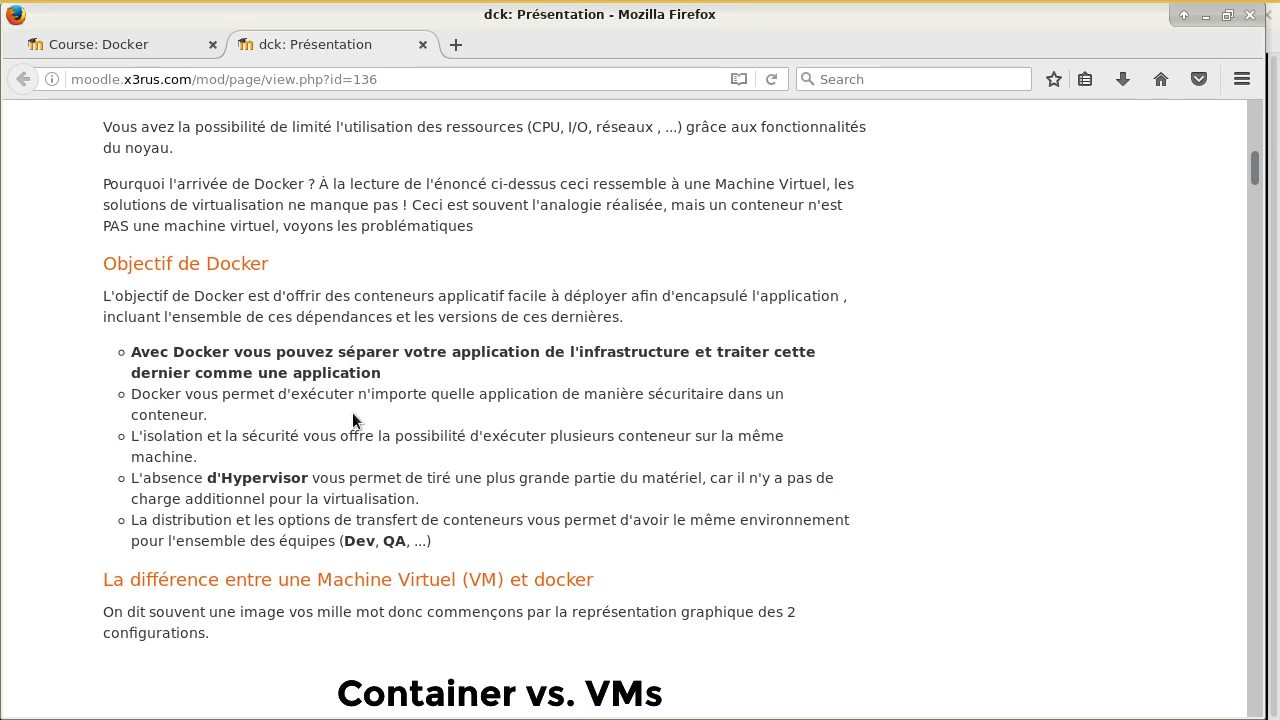 dck: Présentation - Mozilla Firefox
Course: Docker
dck: Présentation
moodle.x3rus.com/mod/page/view.php?id=136
Search
Vous avez la possibilité de limité l'utilisation des ressources (CPU, I/O, réseaux , ...) grâce aux fonctionnalités
du noyau.
Pourquoi l'arrivée de Docker ? À la lecture de l'énoncé ci-dessus ceci ressemble à une Machine Virtuel, les
solutions de virtualisation ne manque pas ! Ceci est souvent l'analogie réalisée, mais un conteneur n'est
PAS une machine virtuel, voyons les problématiques
Objectif de Docker
L'objectif de Docker est d'offrir des conteneurs applicatif facile à déployer afin d'encapsulé l'application ,
incluant l'ensemble de ces dépendances et les versions de ces dernières.
Avec Docker vous pouvez séparer votre application de l'infrastructure et traiter cette
dernier comme une application
Docker vous permet d'exécuter n'importe quelle application de manière sécuritaire dans un
conteneur.
L'isolation et la sécurité vous offre la possibilité d'exécuter plusieurs conteneur sur la même
machine.
L'absence d'Hypervisor vous permet de tiré une plus grande partie du matériel, car il n'y a pas de
charge additionnel pour la virtualisation.
La distribution et les options de transfert de conteneurs vous permet d'avoir le même environnement
pour l'ensemble des équipes (Dev, QA, ...)
La différence entre une Machine Virtuel (VM) et docker
On dit souvent une image vos mille mot donc commençons par la représentation graphique des 2
configurations.
Container vs. VMs